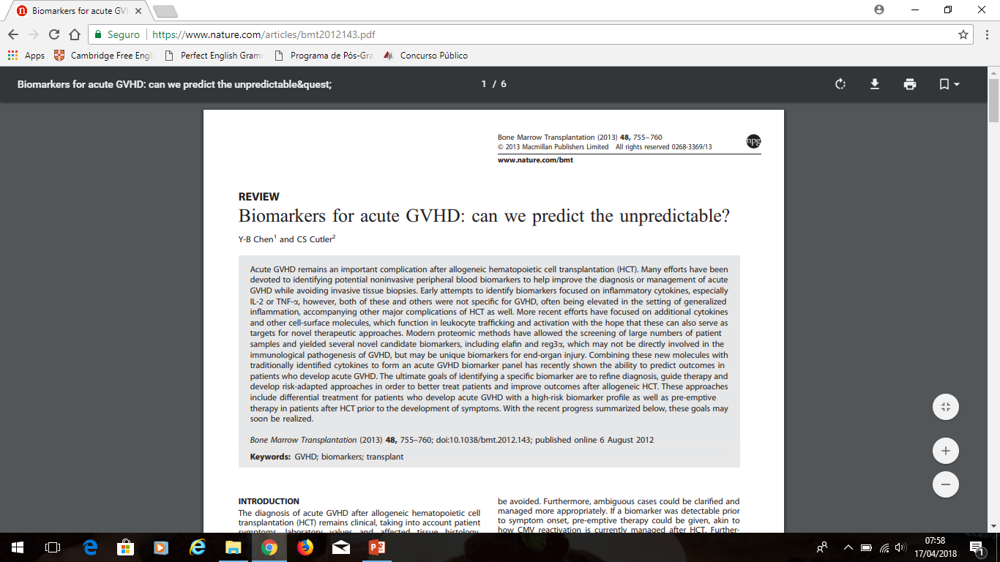 Biomarkers for acute GV
Seguro
https://www.nature.com/articles/bmt2012143.pdf
Apps
Cambridge Free Engl
Perfect English Gram
Programa de Pós-Gra
Concurso Público
Biomarkers for acute GVHD: can we predict the unpredictable&quest;
1 / 6
Bone Marrow Transplantation (2013) 48, 755–760
© 2013 Macmillan Publishers Limited All rights reserved 0268-3369/13
npg
www.nature.com/bmt
REVIEW
Biomarkers for acute GVHD: can we predict the unpredictable?
Y-B Chen1 and CS Cutler2
Acute GVHD remains an important complication after allogeneic hematopoietic cell transplantation (HCT). Many efforts have been
devoted to identifying potential noninvasive peripheral blood biomarkers to help improve the diagnosis or management of acute
GVHD while avoiding invasive tissue biopsies. Early attempts to identify biomarkers focused on inflammatory cytokines, especially
IL-2 or TNF-α, however, both of these and others were not specific for GVHD, often being elevated in the setting of generalized
inflammation, accompanying other major complications of HCT as well. More recent efforts have focused on additional cytokines
and other cell-surface molecules, which function in leukocyte trafficking and activation with the hope that these can also serve as
targets for novel therapeutic approaches. Modern proteomic methods have allowed the screening of large numbers of patient
samples and yielded several novel candidate biomarkers, including elafin and reg3α, which may not be directly involved in the
immunological pathogenesis of GVHD, but may be unique biomarkers for end-organ injury. Combining these new molecules with
traditionally identified cytokines to form an acute GVHD biomarker panel has recently shown the ability to predict outcomes in
patients who develop acute GVHD. The ultimate goals of identifying a specific biomarker are to refine diagnosis, guide therapy and
develop risk-adapted approaches in order to better treat patients and improve outcomes after allogeneic HCT. These approaches
include differential treatment for patients who develop acute GVHD with a high-risk biomarker profile as well as pre-emptive
therapy in patients after HCT prior to the development of symptoms. With the recent progress summarized below, these goals may
soon be realized.
Bone Marrow Transplantation (2013) 48, 755–760; doi:10.1038/bmt.2012.143; published online 6 August 2012
Keywords: GVHD; biomarkers; transplant
INTRODUCTION
The diagnosis of acute GVHD after allogeneic hematopoietic cell
transplantation (HCT) remains clinical, taking into account patient
symptoms, laboratory values and affected tissue histology.
be avoided. Furthermore, ambiguous cases could be clarified and
managed more appropriately. If a biomarker was detectable prior
to symptom onset, pre-emptive therapy could be given, akin to
how CMV reactivation is currently managed after HCT. Further-
07:58
17/04/2018
1